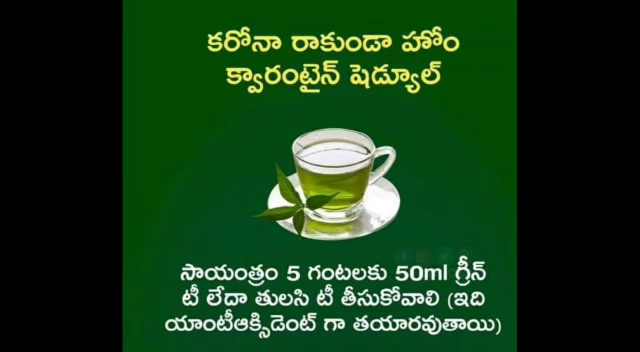 కరోనా రాకుండా హోం
క్వారంటైన్ షెడ్యూల్
సాయంత్రం 5 గంటలకు 50ml గ్రీన్
టీ లేదా తులసి టీ తీసుకోవాలి (ఇది
యాంటీఆక్సిడెంట్ గా తయారవుతాయి)